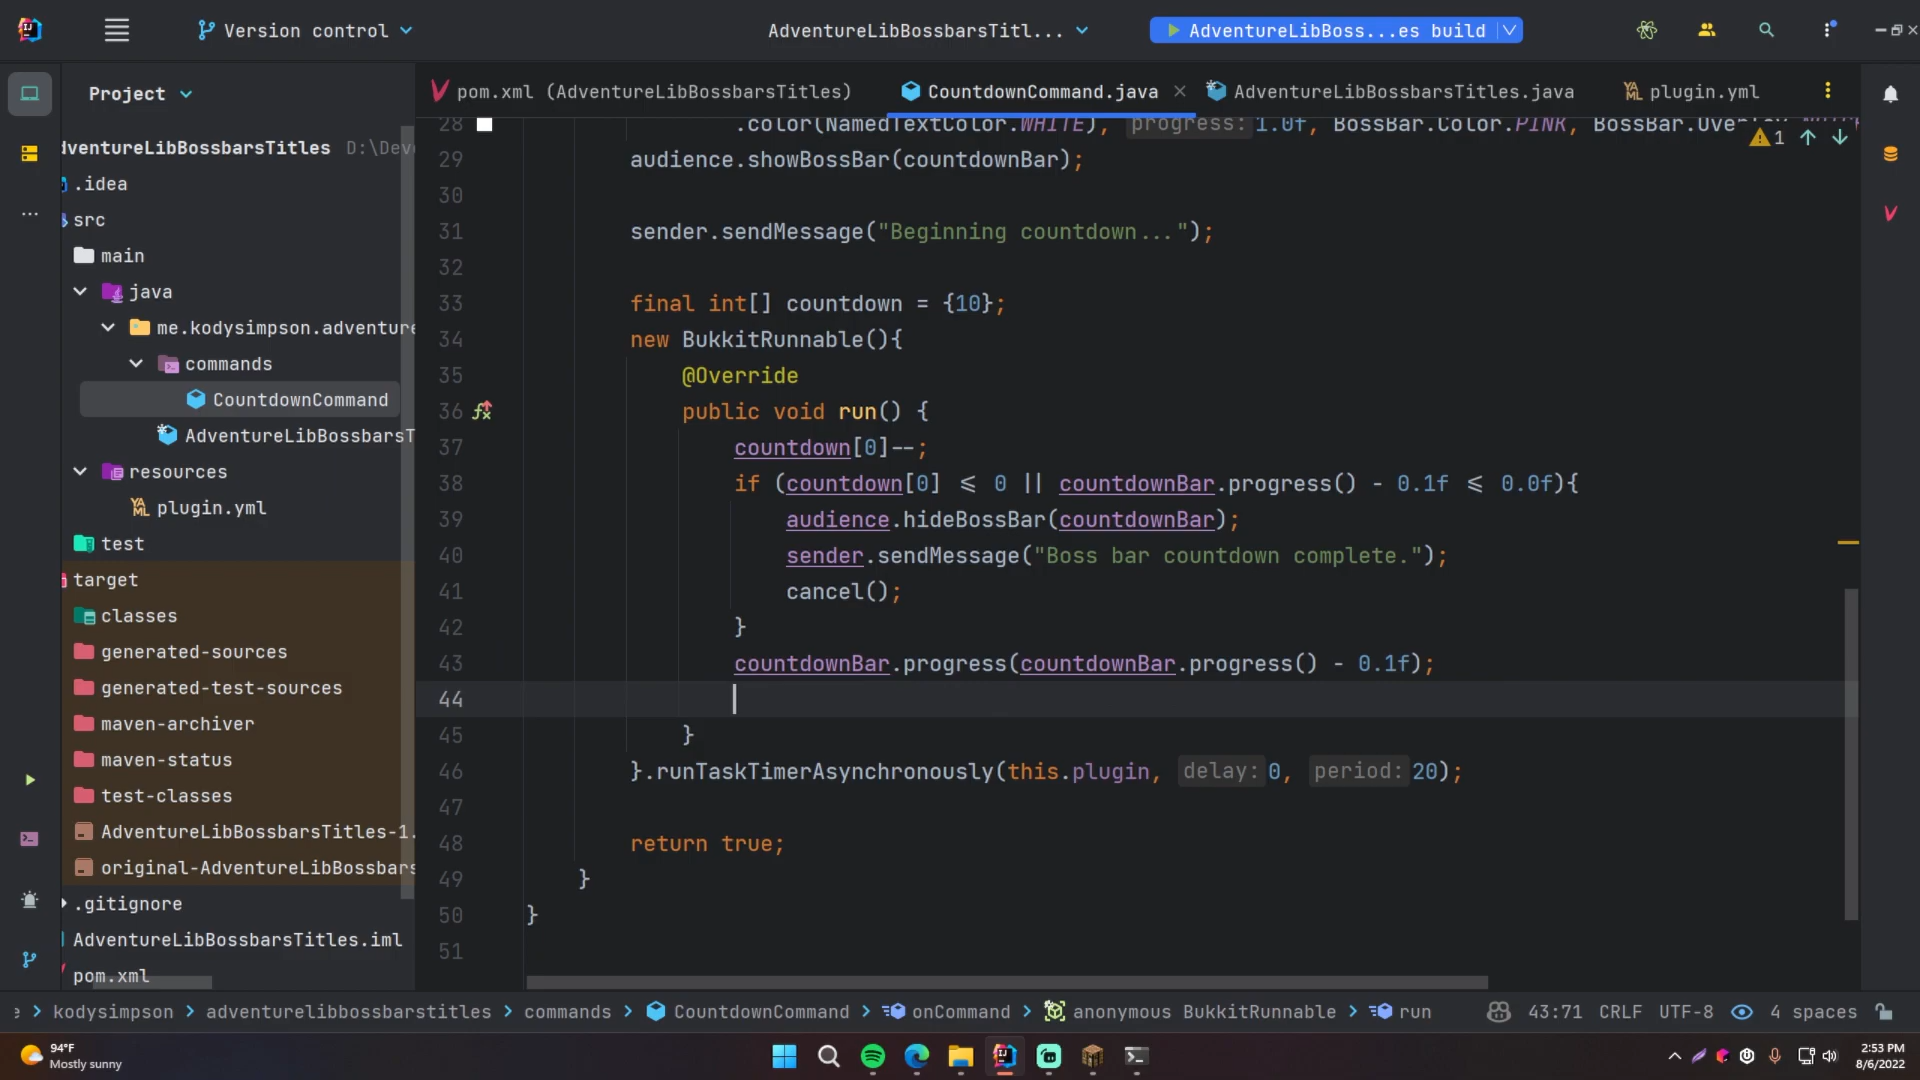 Version control
AdventureLibBossbarsTitl...
AdventureLibBoss...es build
Project
pom.xml (AdventureLibBossbarsTitles)
CountdownCommand.java
AdventureLibBossbarsTitles.java
plugin.yml
dventureLibBossbarsTitles D:\Dev
.idea
src
main
java
me.kodysimpson.adventure
commands
CountdownCommand
AdventureLibBossbarsT
resources
plugin.yml
test
target
classes
generated-sources
generated-test-sources
maven-archiver
maven-status
test-classes
AdventureLibBossbarsTitles-1.
original-AdventureLibBossbars
.gitignore
AdventureLibBossbarsTitles.iml
pom.xml
1
28 .color(NamedTextColor.WHITE), progress: 1.0f, BossBar.Color.PINK, BossBar.Overlay
29 audience.showBossBar(countdownBar);
30
31 sender.sendMessage("Beginning countdown...");
32
33 final int[] countdown = {10};
34 new BukkitRunnable(){
35 @Override
36 public void run() {
37 countdown[0]--;
38 if (countdown[0] <= 0 || countdownBar.progress() - 0.1f <= 0.0f){
39 audience.hideBossBar(countdownBar);
40 sender.sendMessage("Boss bar countdown complete.");
41 cancel();
42 }
43 countdownBar.progress(countdownBar.progress() - 0.1f);
44
45 }
46 }.runTaskTimerAsynchronously(this.plugin, delay: 0, period: 20);
47
48 return true;
49 }
50 }
51
e > kodysimpson > adventurelibbossbarstitles > commands > CountdownCommand > onCommand > anonymous BukkitRunnable > run
43:71 CRLF UTF-8 4 spaces
94°F
Mostly sunny
2:53 PM
8/6/2022